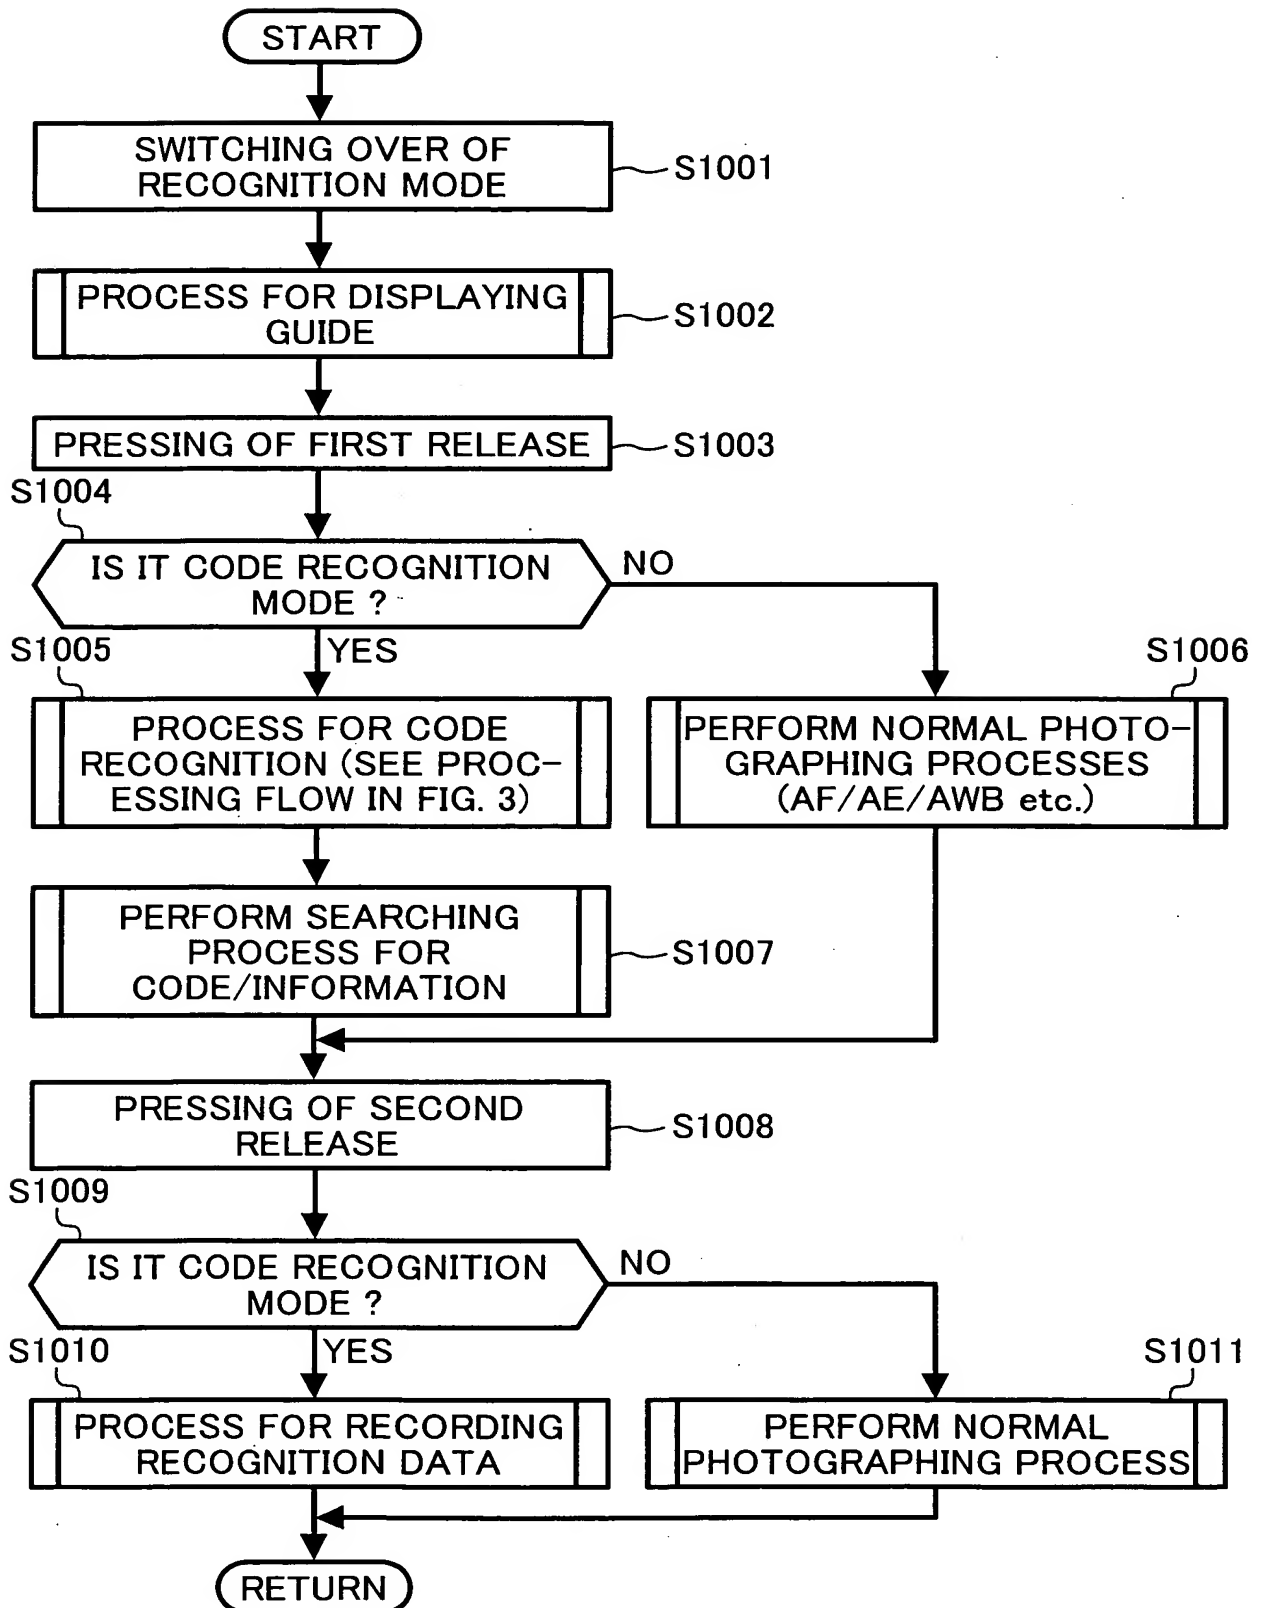 START
SWITCHING OVER OF
RECOGNITION MODE
S1001
PROCESS FOR DISPLAYING
GUIDE
S1002
PRESSING OF FIRST RELEASE
S1003
S1004
IS IT CODE RECOGNITION
MODE ?
NO
YES
S1005
PROCESS FOR CODE
RECOGNITION (SEE PROC-
ESSING FLOW IN FIG. 3)
S1006
PERFORM NORMAL PHOTO-
GRAPHING PROCESSES
(AF/AE/AWB etc.)
PERFORM SEARCHING
PROCESS FOR
CODE/INFORMATION
S1007
PRESSING OF SECOND
RELEASE
S1008
S1009
IS IT CODE RECOGNITION
MODE ?
NO
YES
S1010
PROCESS FOR RECORDING
RECOGNITION DATA
S1011
PERFORM NORMAL
PHOTOGRAPHING PROCESS
RETURN